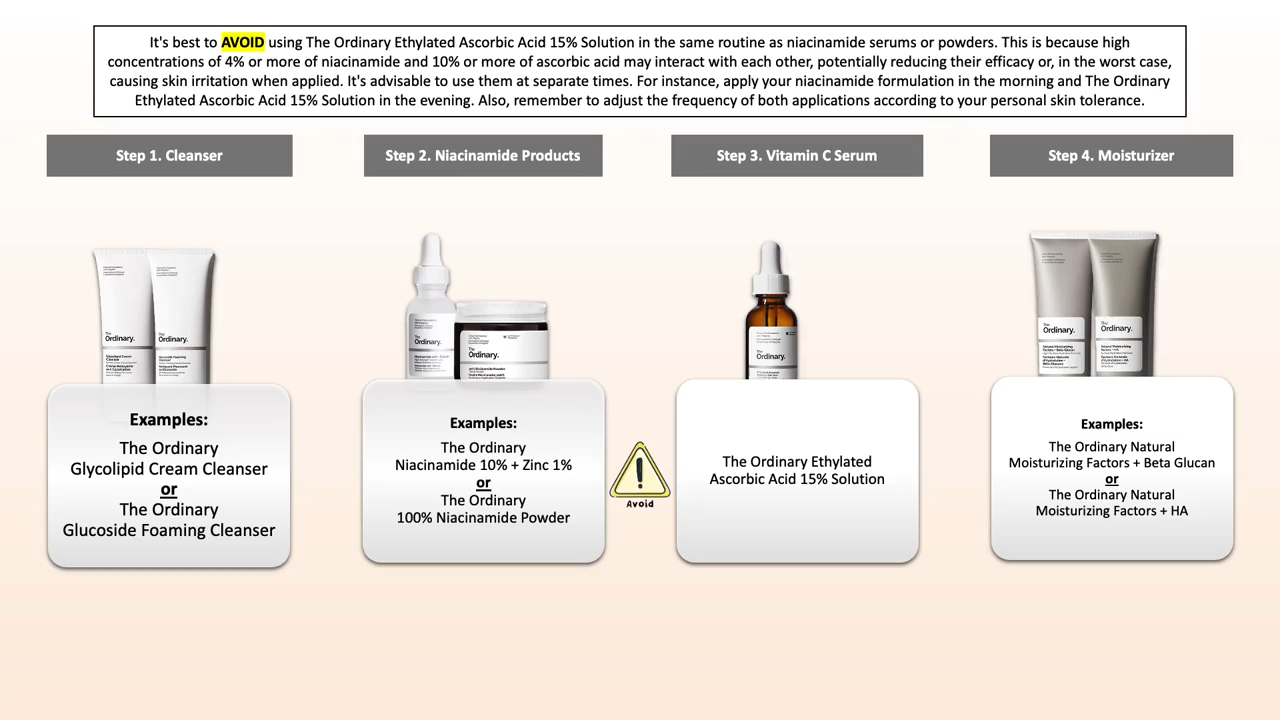 It's best to AVOID using The Ordinary Ethylated Ascorbic Acid 15% Solution in the same routine as niacinamide serums or powders. This is because high
concentrations of 4% or more of niacinamide and 10% or more of ascorbic acid may interact with each other, potentially reducing their efficacy or, in the worst case,
causing skin irritation when applied. It's advisable to use them at separate times. For instance, apply your niacinamide formulation in the morning and The Ordinary
Ethylated Ascorbic Acid 15% Solution in the evening. Also, remember to adjust the frequency of both applications according to your personal skin tolerance.
Step 1. Cleanser
Step 2. Niacinamide Products
Step 3. Vitamin C Serum
Step 4. Moisturizer
The
Ordinary.
The
Ordinary.
The
Ordinary.
The
Ordinary.
The
Ordinary.
The
Ordinary.
The
Ordinary.
Examples:
The Ordinary
Glycolipid Cream Cleanser
or
The Ordinary
Glucoside Foaming Cleanser
Examples:
The Ordinary
Niacinamide 10% + Zinc 1%
or
The Ordinary
100% Niacinamide Powder
Avoid
The Ordinary Ethylated
Ascorbic Acid 15% Solution
Examples:
The Ordinary Natural
Moisturizing Factors + Beta Glucan
or
The Ordinary Natural
Moisturizing Factors + HA